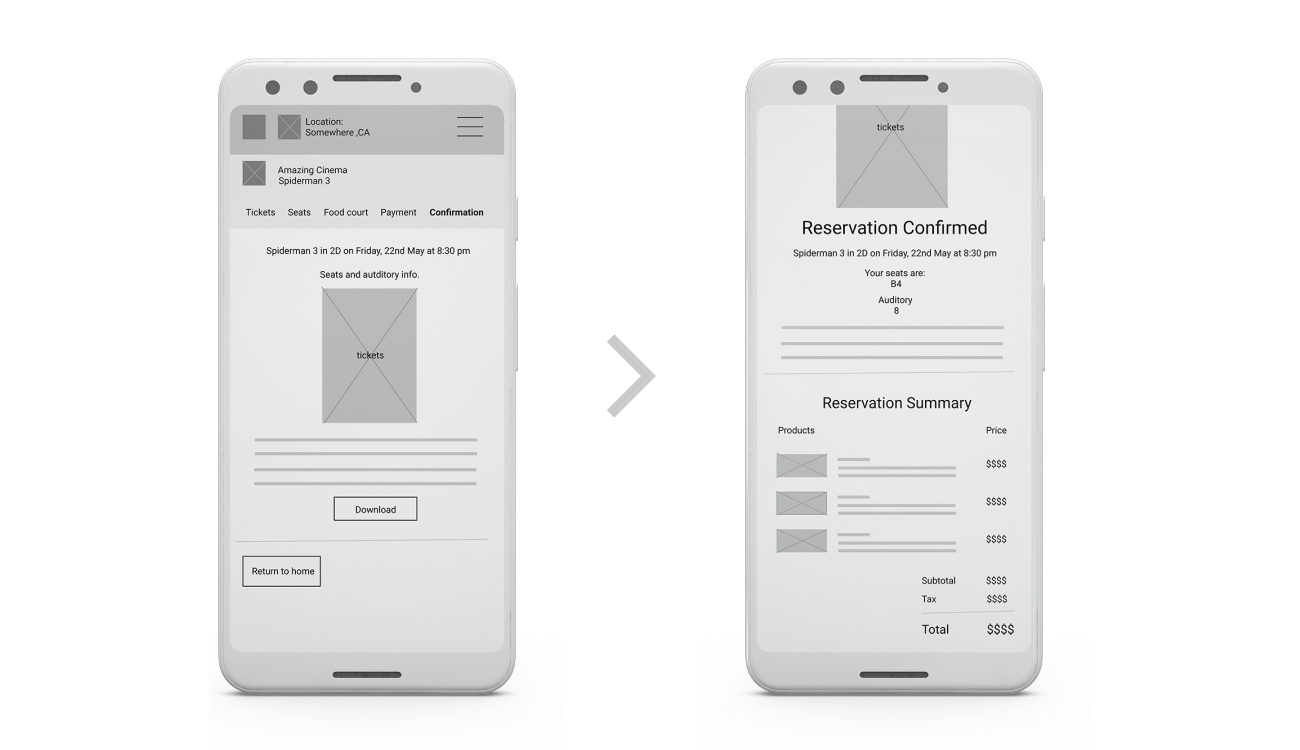 Location:
Somewhere ,CA
Amazing Cinema
Spiderman 3
Tickets Seats Food court Payment Confirmation
Spiderman 3 in 2D on Friday, 22nd May at 8:30 pm
Seats and autditory info.
tickets
Download
Return to home
tickets
Reservation Confirmed
Spiderman 3 in 2D on Friday, 22nd May at 8:30 pm
Your seats are:
B4
Auditory
8
Reservation Summary
Products Price
$$$$
$$$$
$$$$
Subtotal $$$$
Tax $$$$
Total $$$$